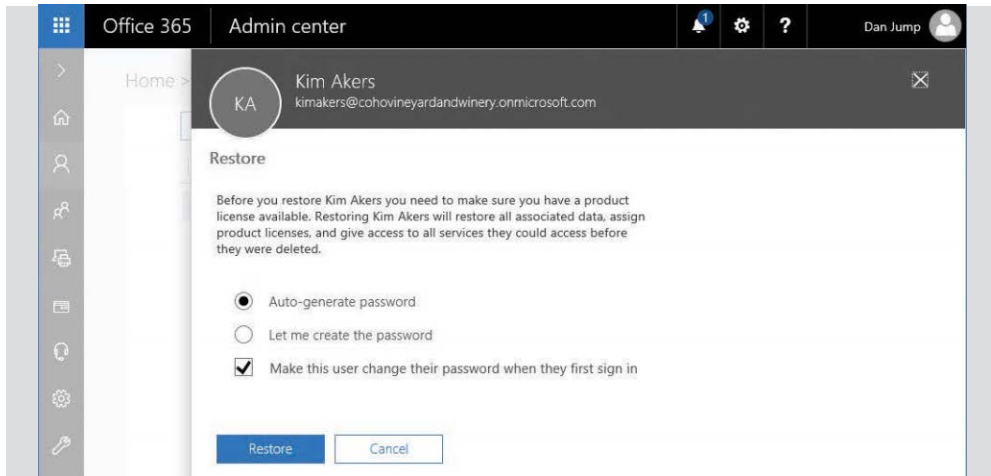 Office 365 Admin center 1 ? Dan Jump
Home >
KA
Kim Akers
kimakers@cohovineyardandwinery.onmicrosoft.com
Restore
Before you restore Kim Akers you need to make sure you have a product
license available. Restoring Kim Akers will restore all associated data, assign
product licenses, and give access to all services they could access before
they were deleted.
Auto-generate password
Let me create the password
Make this user change their password when they first sign in
Restore Cancel